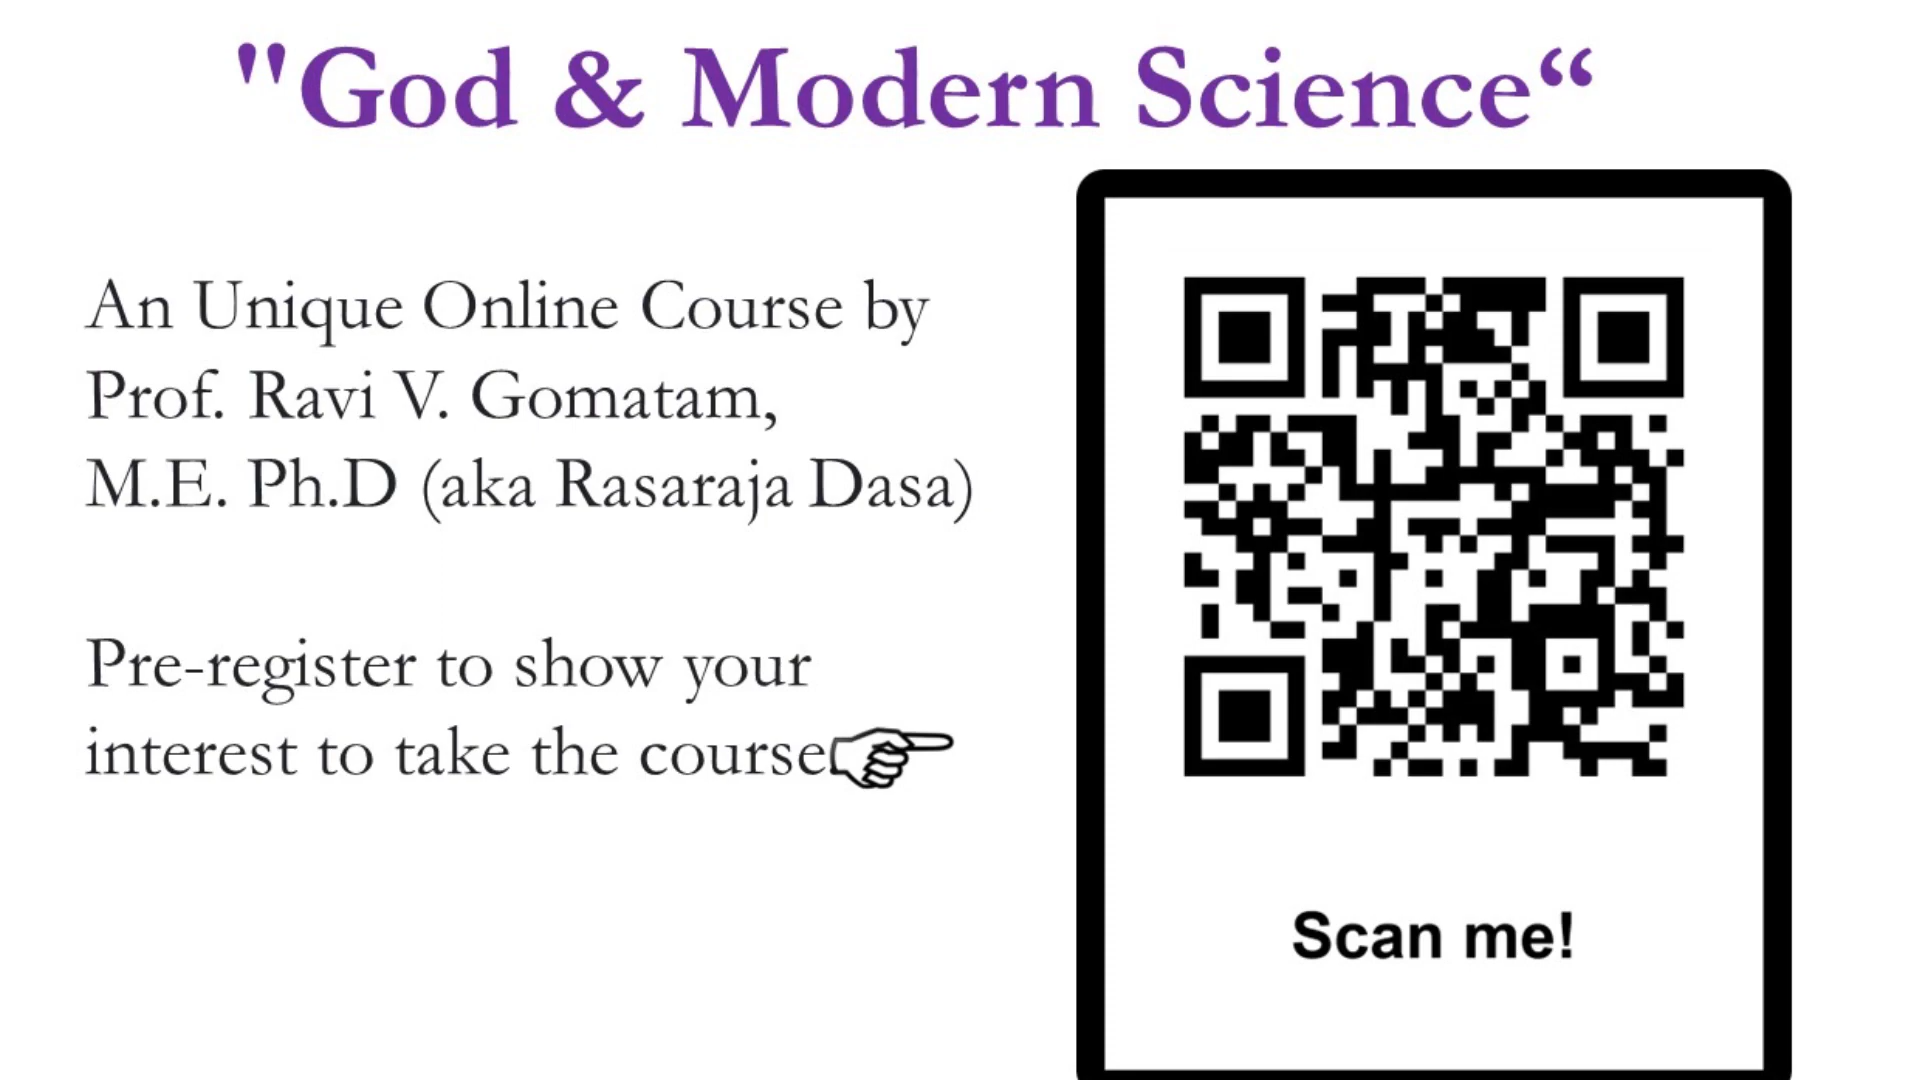 "God & Modern Science“
An Unique Online Course by
Prof. Ravi V. Gomatam,
M.E. Ph.D (aka Rasaraja Dasa)
Pre-register to show your
interest to take the course.
Scan me!